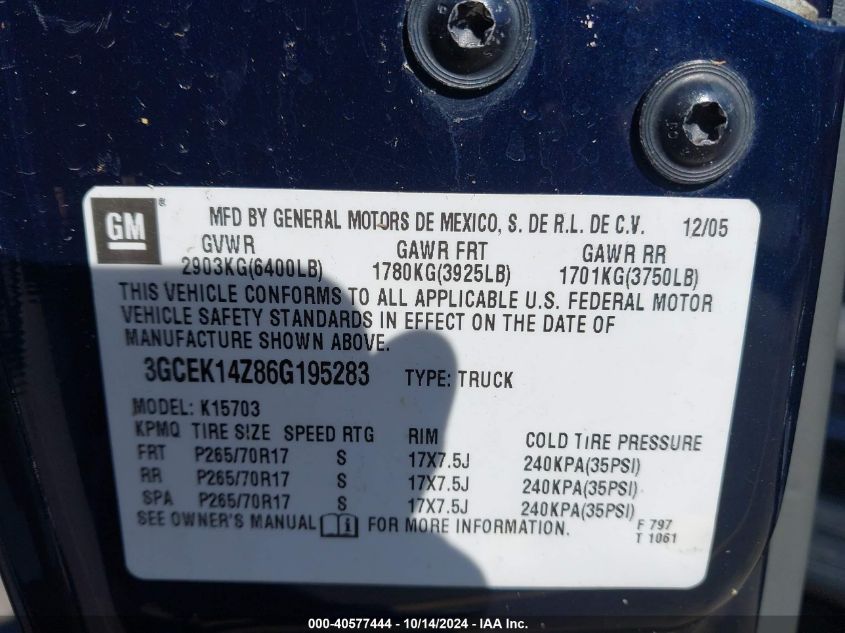 GM ®
MFD BY GENERAL MOTORS DE MEXICO, S. DE R.L. DE C.V. 12/05
GVWR GAWR FRT GAWR RR
2903KG(6400LB) 1780KG(3925LB) 1701KG(3750LB)
THIS VEHICLE CONFORMS TO ALL APPLICABLE U.S. FEDERAL MOTOR
VEHICLE SAFETY STANDARDS IN EFFECT ON THE DATE OF
MANUFACTURE SHOWN ABOVE.
3GCEK14Z86G195283 TYPE: TRUCK
MODEL: K15703
KPMQ TIRE SIZE SPEED RTG RIM COLD TIRE PRESSURE
FRT P265/70R17 S 17X7.5J 240KPA(35PSI)
RR P265/70R17 S 17X7.5J 240KPA(35PSI)
SPA P265/70R17 S 17X7.5J 240KPA(35PSI)
SEE OWNER'S MANUAL FOR MORE INFORMATION.
F 797
T 1061
000-40577444 - 10/14/2024 - IAA Inc.